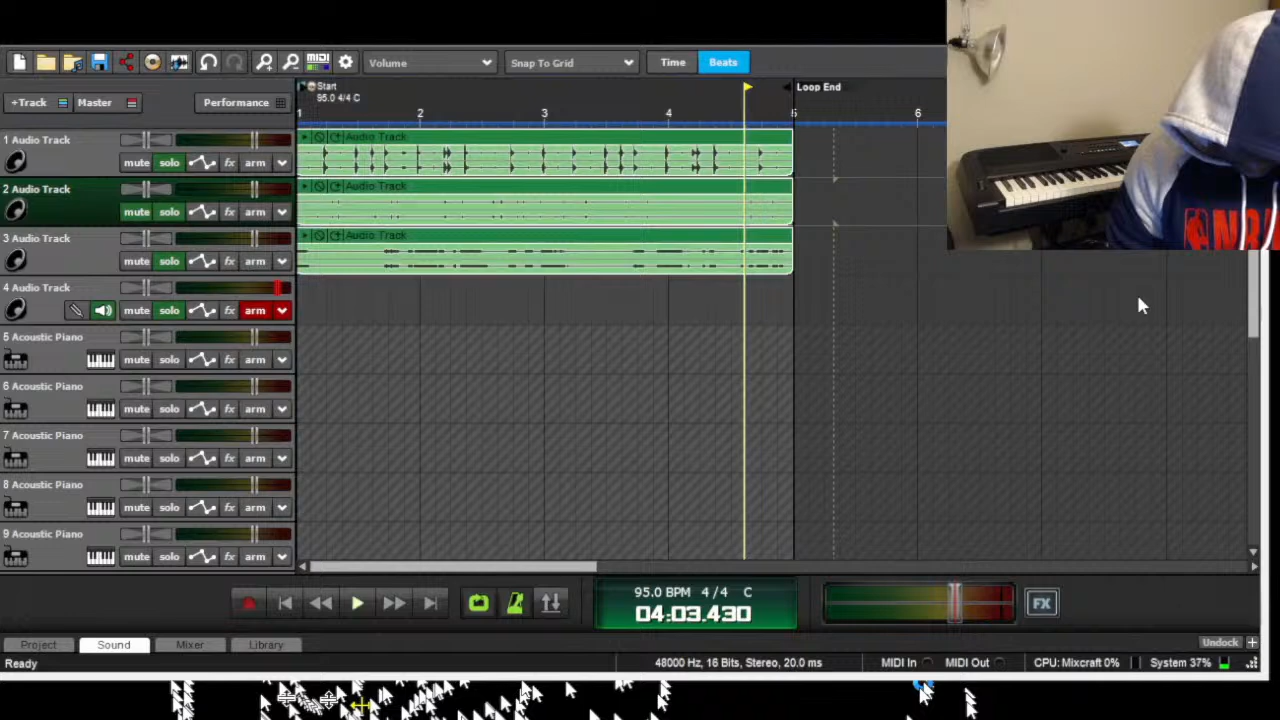 Volume
Snap To Grid
Time
Beats
+Track
Master
Performance
Start
95.0 4/4 C
Loop End
1
2
3
4
5
6
1 Audio Track
mute
solo
fx
arm
Audio Track
2 Audio Track
mute
solo
fx
arm
Audio Track
3 Audio Track
mute
solo
fx
arm
Audio Track
4 Audio Track
mute
solo
fx
arm
5 Acoustic Piano
mute
solo
fx
arm
6 Acoustic Piano
mute
solo
fx
arm
7 Acoustic Piano
mute
solo
fx
arm
8 Acoustic Piano
mute
solo
fx
arm
9 Acoustic Piano
mute
solo
fx
arm
95.0 BPM 4/4 C
04:03.430
FX
Project
Sound
Mixer
Library
Undock
Ready
48000 Hz, 16 Bits, Stereo, 20.0 ms
MIDI In
MIDI Out
CPU: Mixcraft 0%
System 37%
midi